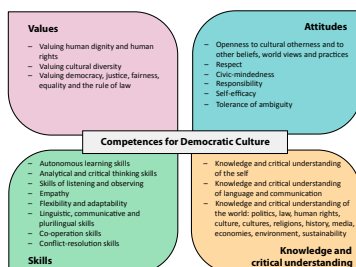 Values
– Valuing human dignity and human
rights
– Valuing cultural diversity
– Valuing democracy, justice, fairness,
equality and the rule of law
Attitudes
– Openness to cultural otherness and to
other beliefs, world views and practices
– Respect
– Civic-mindedness
– Responsibility
– Self-efficacy
– Tolerance of ambiguity
Competences for Democratic Culture
– Autonomous learning skills
– Analytical and critical thinking skills
– Skills of listening and observing
– Empathy
– Flexibility and adaptability
– Linguistic, communicative and
plurilingual skills
– Co-operation skills
– Conflict-resolution skills
Skills
– Knowledge and critical understanding
of the self
– Knowledge and critical understanding
of language and communication
– Knowledge and critical understanding of
the world: politics, law, human rights,
culture, cultures, religions, history, media,
economies, environment, sustainability
Knowledge and
critical understanding